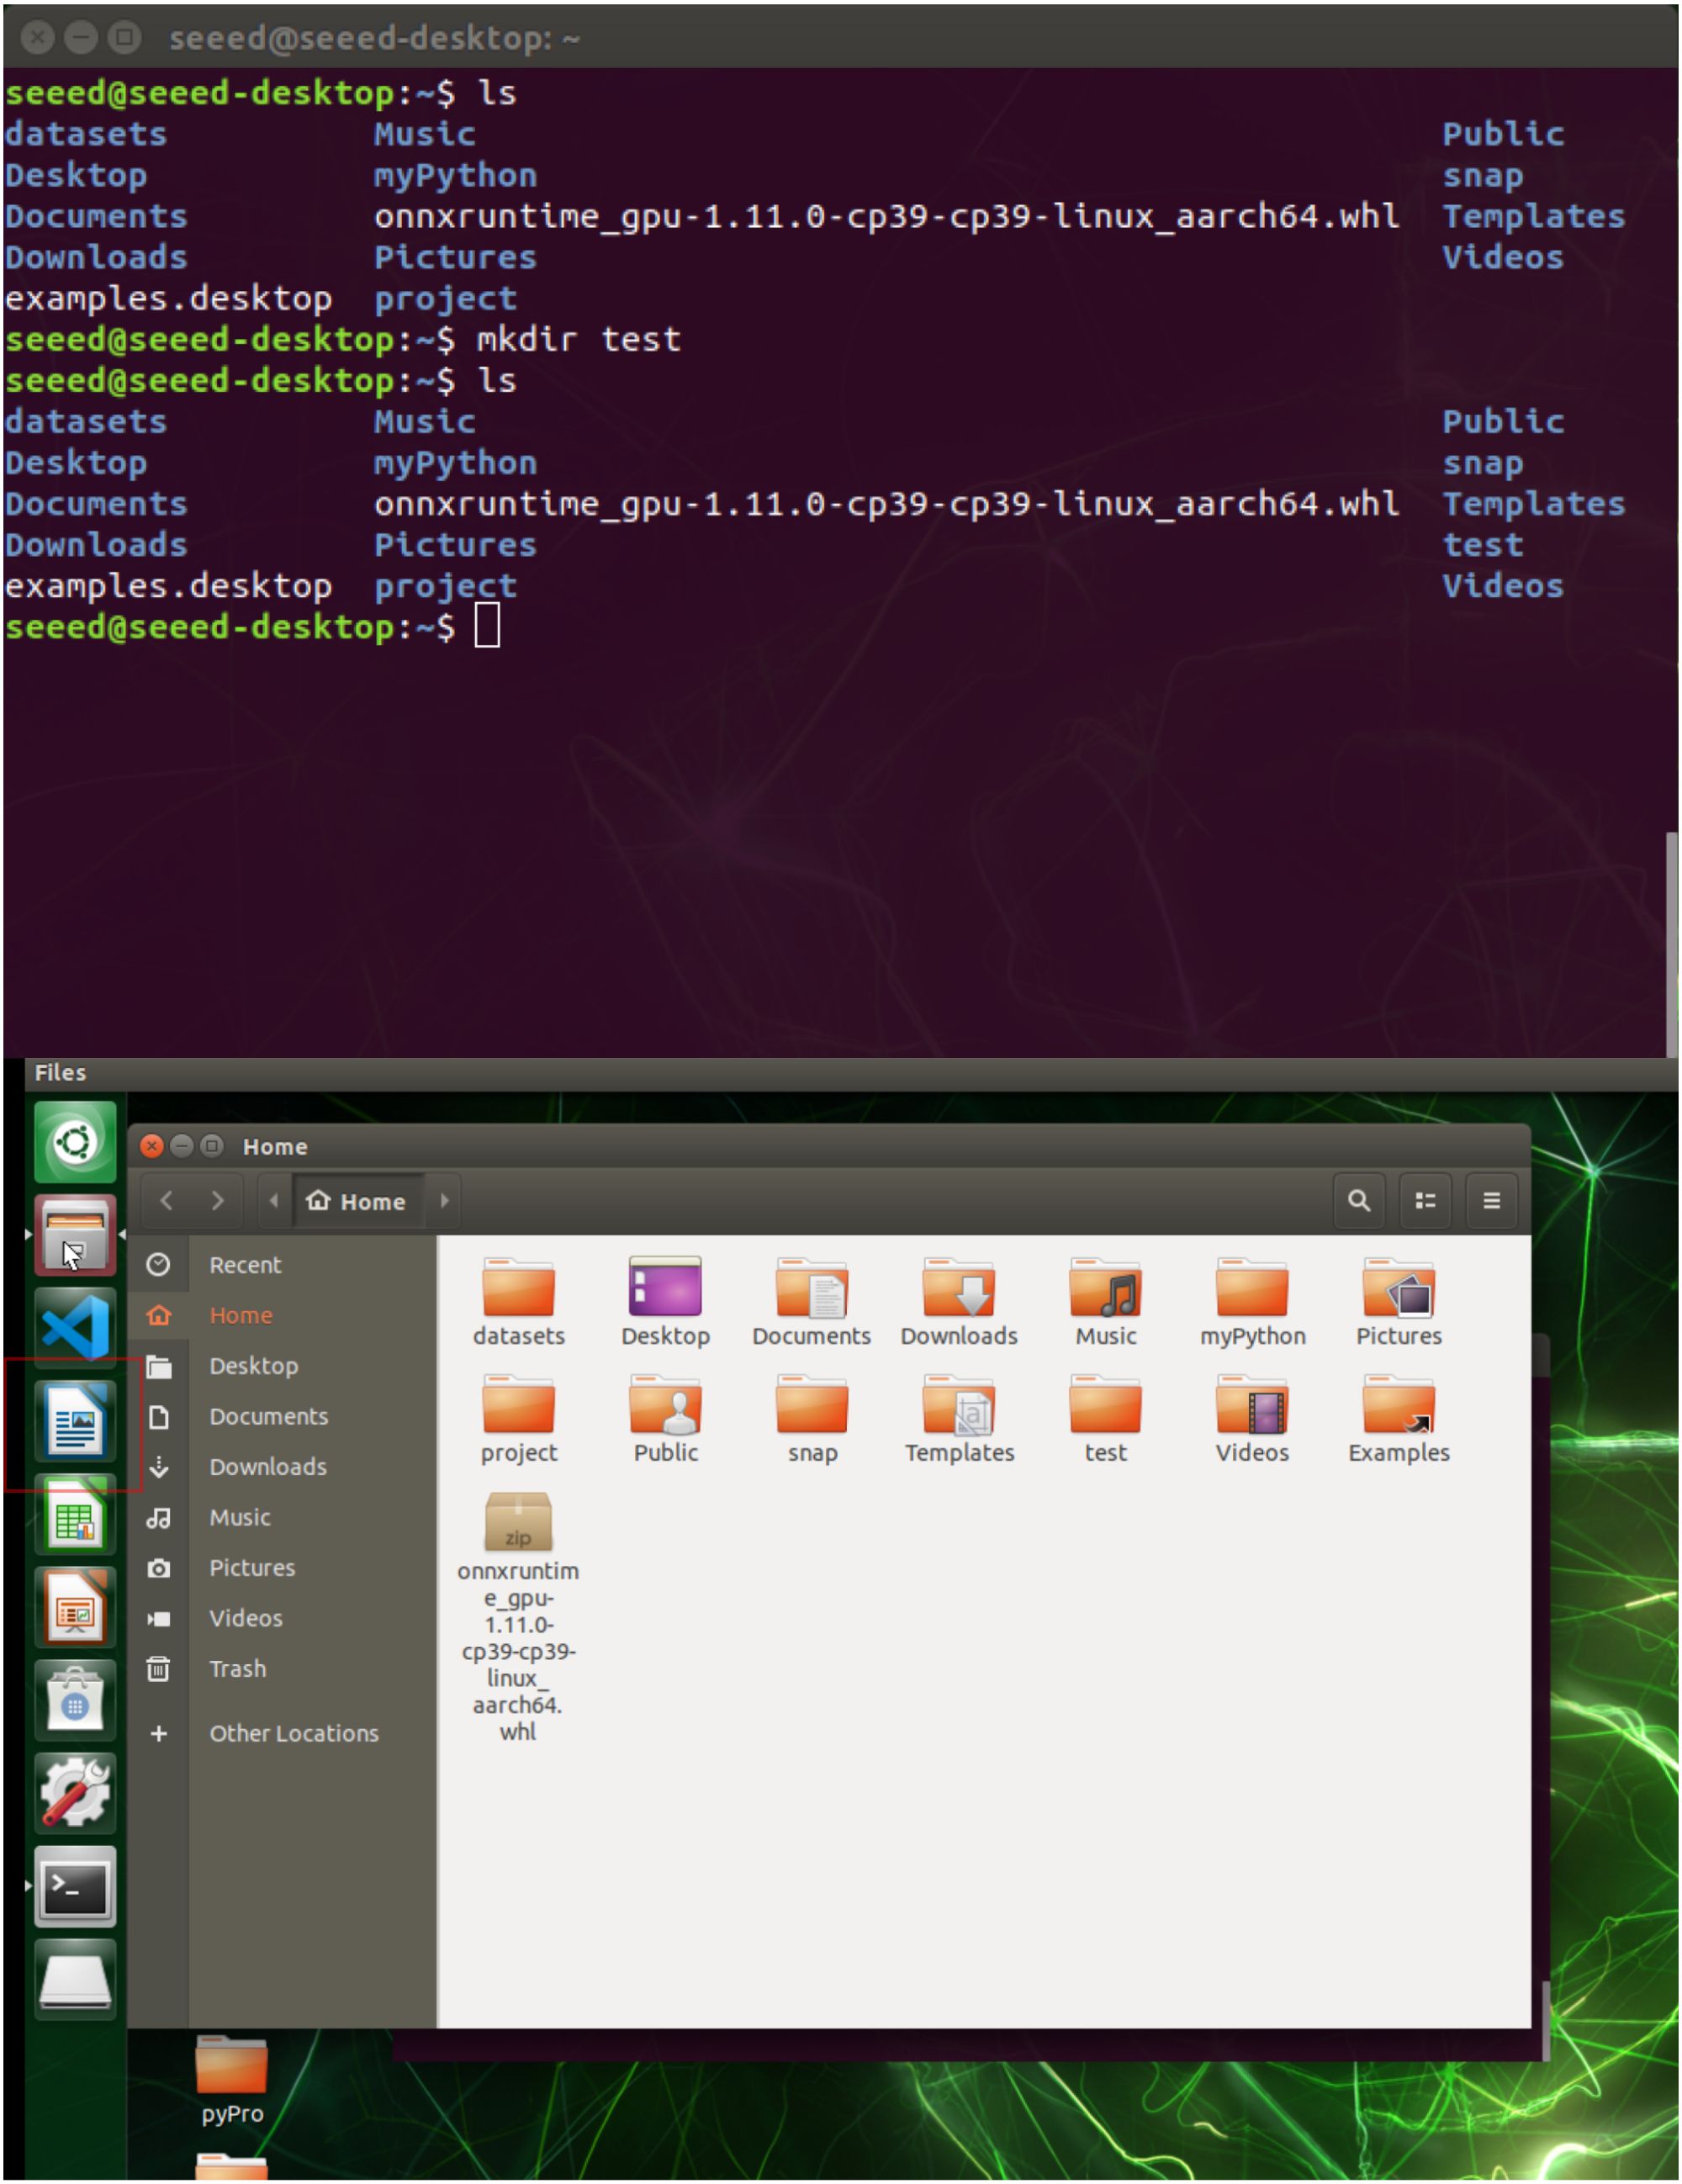 seeed@seeed-desktop: ~
seeed@seeed-desktop:~$ ls
datasets Music Public
Desktop myPython snap
Documents onnxruntime_gpu-1.11.0-cp39-cp39-linux_aarch64.whl Templates
Downloads Pictures Videos
examples.desktop project
seeed@seeed-desktop:~$ mkdir test
seeed@seeed-desktop:~$ ls
datasets Music Public
Desktop myPython snap
Documents onnxruntime_gpu-1.11.0-cp39-cp39-linux_aarch64.whl Templates
Downloads Pictures test
examples.desktop project Videos
seeed@seeed-desktop:~$
Files
Home
Home
Recent
Home
Desktop
Documents
Downloads
Music
Pictures
Videos
Trash
Other Locations
datasets Desktop Documents Downloads Music myPython Pictures
project Public snap Templates test Videos Examples
zip
onnxruntim
e_gpu-
1.11.0-
cp39-cp39-
linux_
aarch64.
whl
pyPro